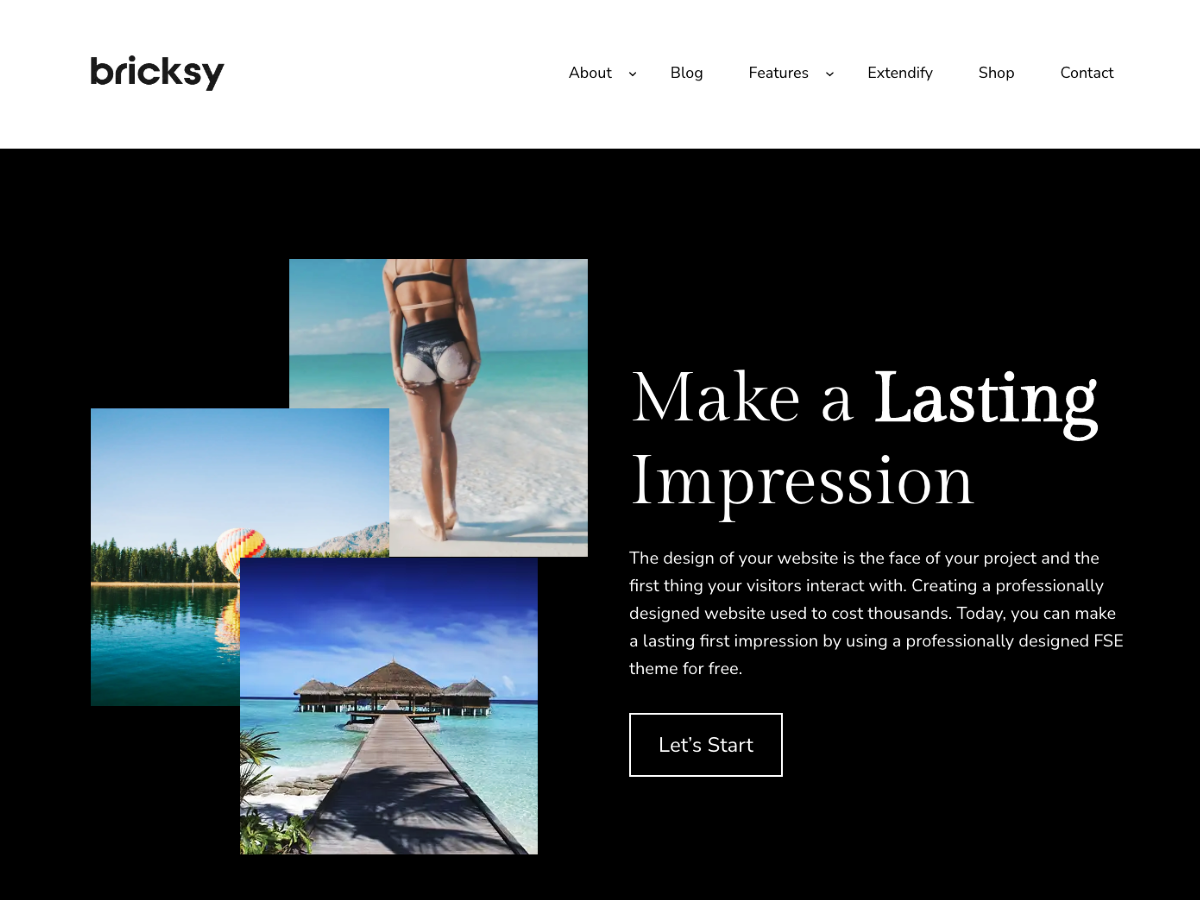 bricksy
About
Blog
Features
Extendify
Shop
Contact
Make a Lasting
Impression
The design of your website is the face of your project and the
first thing your visitors interact with. Creating a professionally
designed website used to cost thousands. Today, you can make
a lasting first impression by using a professionally designed FSE
theme for free.
Let’s Start